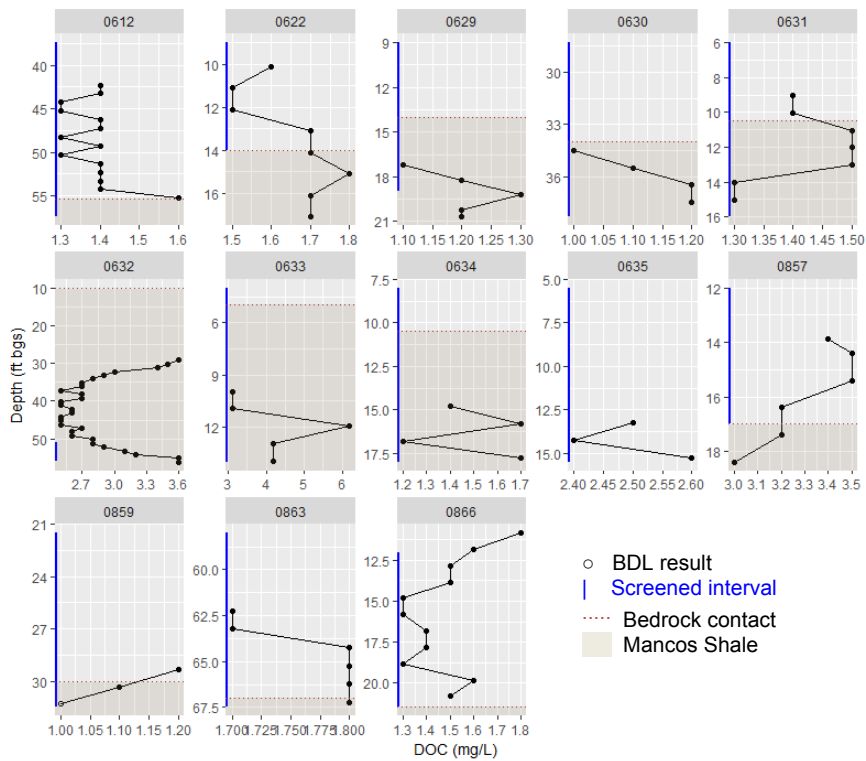 0612 0622 0629 0630 0631
40
45
50
55
1.3 1.4 1.5 1.6
10
12
14
16
1.5 1.6 1.7 1.8
9
12
15
18
21
1.10 1.15 1.20 1.25 1.30
30
33
36
1.00 1.05 1.10 1.15 1.20
6
8
10
12
14
16
1.30 1.35 1.40 1.45 1.50
0632 0633 0634 0635 0857
Depth (ft bgs)
10
20
30
40
50
2.7 3.0 3.3 3.6
6
9
12
3 4 5 6
7.5
10.0
12.5
15.0
17.5
1.2 1.3 1.4 1.5 1.6 1.7
5.0
7.5
10.0
12.5
15.0
2.40 2.45 2.50 2.55 2.60
12
14
16
18
3.0 3.1 3.2 3.3 3.4 3.5
0859 0863 0866
21
24
27
30
1.00 1.05 1.10 1.15 1.20
60.0
62.5
65.0
67.5
1.700 1.725 1.750 1.775 1.800
12.5
15.0
17.5
20.0
1.3 1.4 1.5 1.6 1.7 1.8
DOC (mg/L)
BDL result
Screened interval
Bedrock contact
Mancos Shale